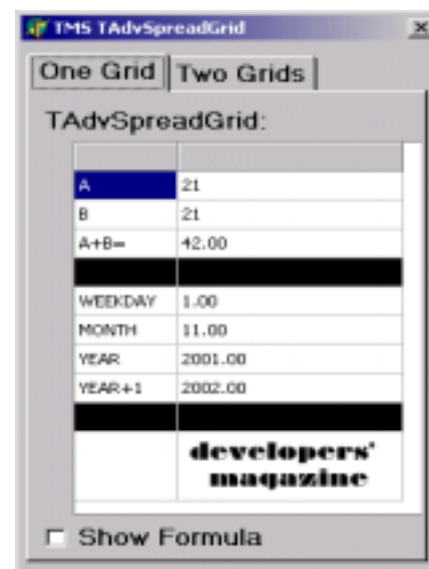 TMS TAdvSpreadGrid
One Grid Two Grids
TAdvSpreadGrid:
A 21
B 21
A+B= 42.00
WEEKDAY 1.00
MONTH 11.00
YEAR 2001.00
YEAR+1 2002.00
developers'
magazine
Show Formula